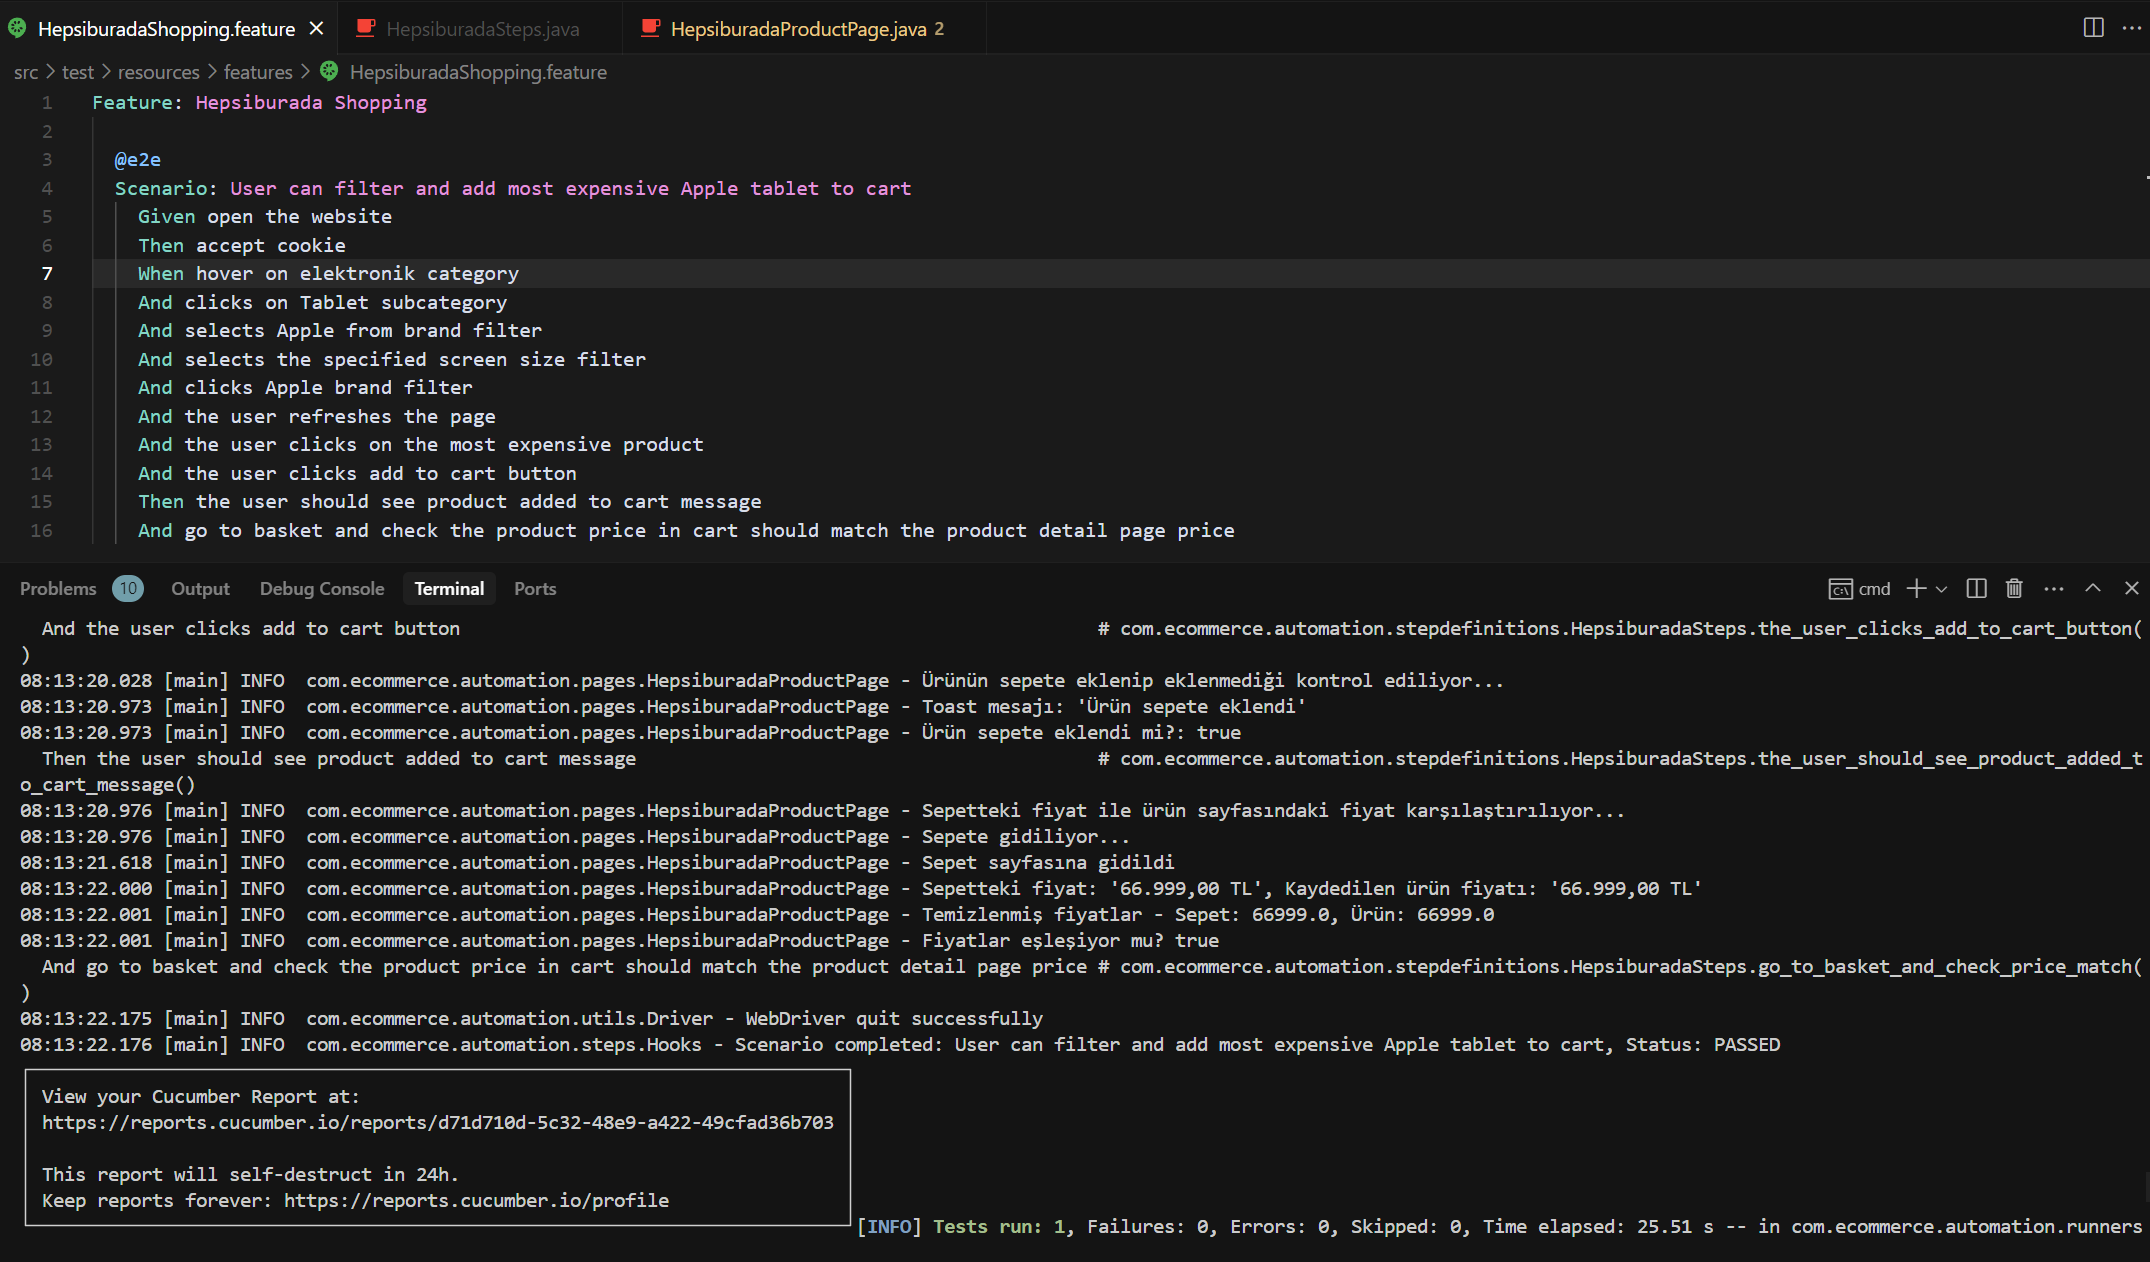 HepsiburadaShopping.feature HepsiburadaSteps.java HepsiburadaProductPage.java 2
src > test > resources > features > HepsiburadaShopping.feature
1 Feature: Hepsiburada Shopping
2
3 @e2e
4 Scenario: User can filter and add most expensive Apple tablet to cart
5 Given open the website
6 Then accept cookie
7 When hover on elektronik category
8 And clicks on Tablet subcategory
9 And selects Apple from brand filter
10 And selects the specified screen size filter
11 And clicks Apple brand filter
12 And the user refreshes the page
13 And the user clicks on the most expensive product
14 And the user clicks add to cart button
15 Then the user should see product added to cart message
16 And go to basket and check the product price in cart should match the product detail page price
Problems 10 Output Debug Console Terminal Ports cmd
And the user clicks add to cart button # com.ecommerce.automation.stepdefinitions.HepsiburadaSteps.the_user_clicks_add_to_cart_button(
)
08:13:20.028 [main] INFO com.ecommerce.automation.pages.HepsiburadaProductPage - Ürünün sepete eklenip eklenmediği kontrol ediliyor...
08:13:20.973 [main] INFO com.ecommerce.automation.pages.HepsiburadaProductPage - Toast mesajı: 'Ürün sepete eklendi'
08:13:20.973 [main] INFO com.ecommerce.automation.pages.HepsiburadaProductPage - Ürün sepete eklendi mi?: true
Then the user should see product added to cart message # com.ecommerce.automation.stepdefinitions.HepsiburadaSteps.the_user_should_see_product_added_t
o_cart_message()
08:13:20.976 [main] INFO com.ecommerce.automation.pages.HepsiburadaProductPage - Sepetteki fiyat ile ürün sayfasındaki fiyat karşılaştırılıyor...
08:13:20.976 [main] INFO com.ecommerce.automation.pages.HepsiburadaProductPage - Sepete gidiliyor...
08:13:21.618 [main] INFO com.ecommerce.automation.pages.HepsiburadaProductPage - Sepet sayfasına gidildi
08:13:22.000 [main] INFO com.ecommerce.automation.pages.HepsiburadaProductPage - Sepetteki fiyat: '66.999,00 TL', Kaydedilen ürün fiyatı: '66.999,00 TL'
08:13:22.001 [main] INFO com.ecommerce.automation.pages.HepsiburadaProductPage - Temizlenmiş fiyatlar - Sepet: 66999.0, Ürün: 66999.0
08:13:22.001 [main] INFO com.ecommerce.automation.pages.HepsiburadaProductPage - Fiyatlar eşleşiyor mu? true
And go to basket and check the product price in cart should match the product detail page price # com.ecommerce.automation.stepdefinitions.HepsiburadaSteps.go_to_basket_and_check_price_match(
)
08:13:22.175 [main] INFO com.ecommerce.automation.utils.Driver - WebDriver quit successfully
08:13:22.176 [main] INFO com.ecommerce.automation.steps.Hooks - Scenario completed: User can filter and add most expensive Apple tablet to cart, Status: PASSED
View your Cucumber Report at:
https://reports.cucumber.io/reports/d71d710d-5c32-48e9-a422-49cfad36b703
This report will self-destruct in 24h.
Keep reports forever: https://reports.cucumber.io/profile
[INFO] Tests run: 1, Failures: 0, Errors: 0, Skipped: 0, Time elapsed: 25.51 s -- in com.ecommerce.automation.runners